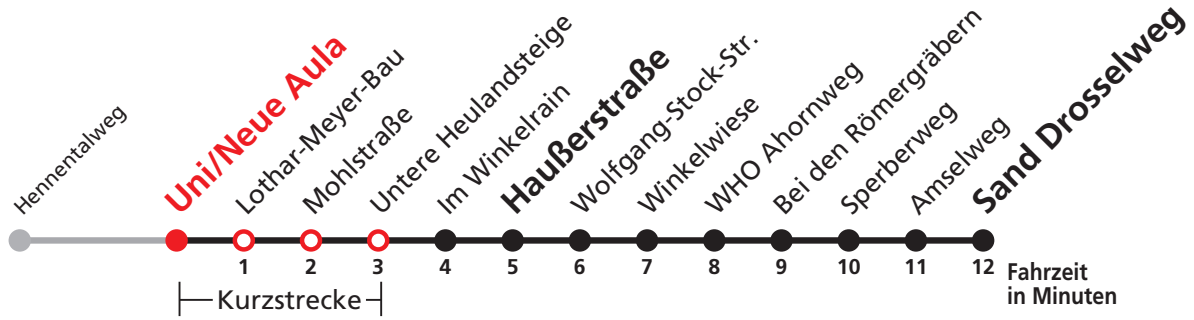 Hennentalweg
Uni/Neue Aula
Lothar-Meyer-Bau
Mohlstraße
Untere Heulandsteige
Im Winkelrain
Haußerstraße
Wolfgang-Stock-Str.
Winkelwiese
WHO Ahornweg
Bei den Römergräbern
Sperberweg
Amselweg
Sand Drosselweg
1 2 3 4 5 6 7 8 9 10 11 12
Fahrzeit
in Minuten
Kurzstrecke